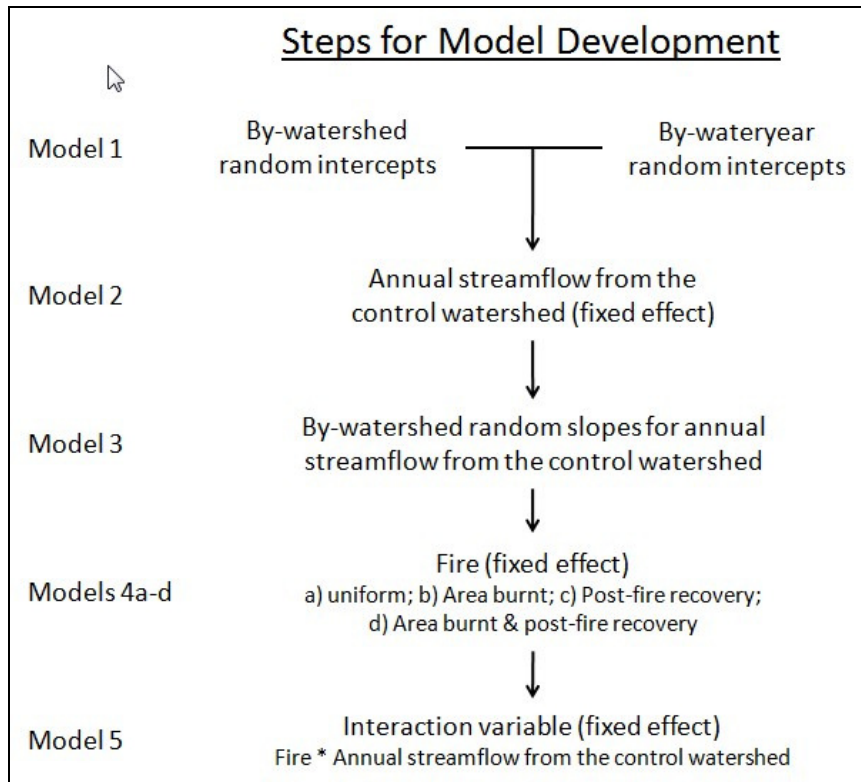 Steps for Model Development
Model 1
By-watershed
random intercepts
By-wateryear
random intercepts
Model 2
Annual streamflow from the
control watershed (fixed effect)
Model 3
By-watershed random slopes for annual
streamflow from the control watershed
Models 4a-d
Fire (fixed effect)
a) uniform; b) Area burnt; c) Post-fire recovery;
d) Area burnt & post-fire recovery
Model 5
Interaction variable (fixed effect)
Fire * Annual streamflow from the control watershed